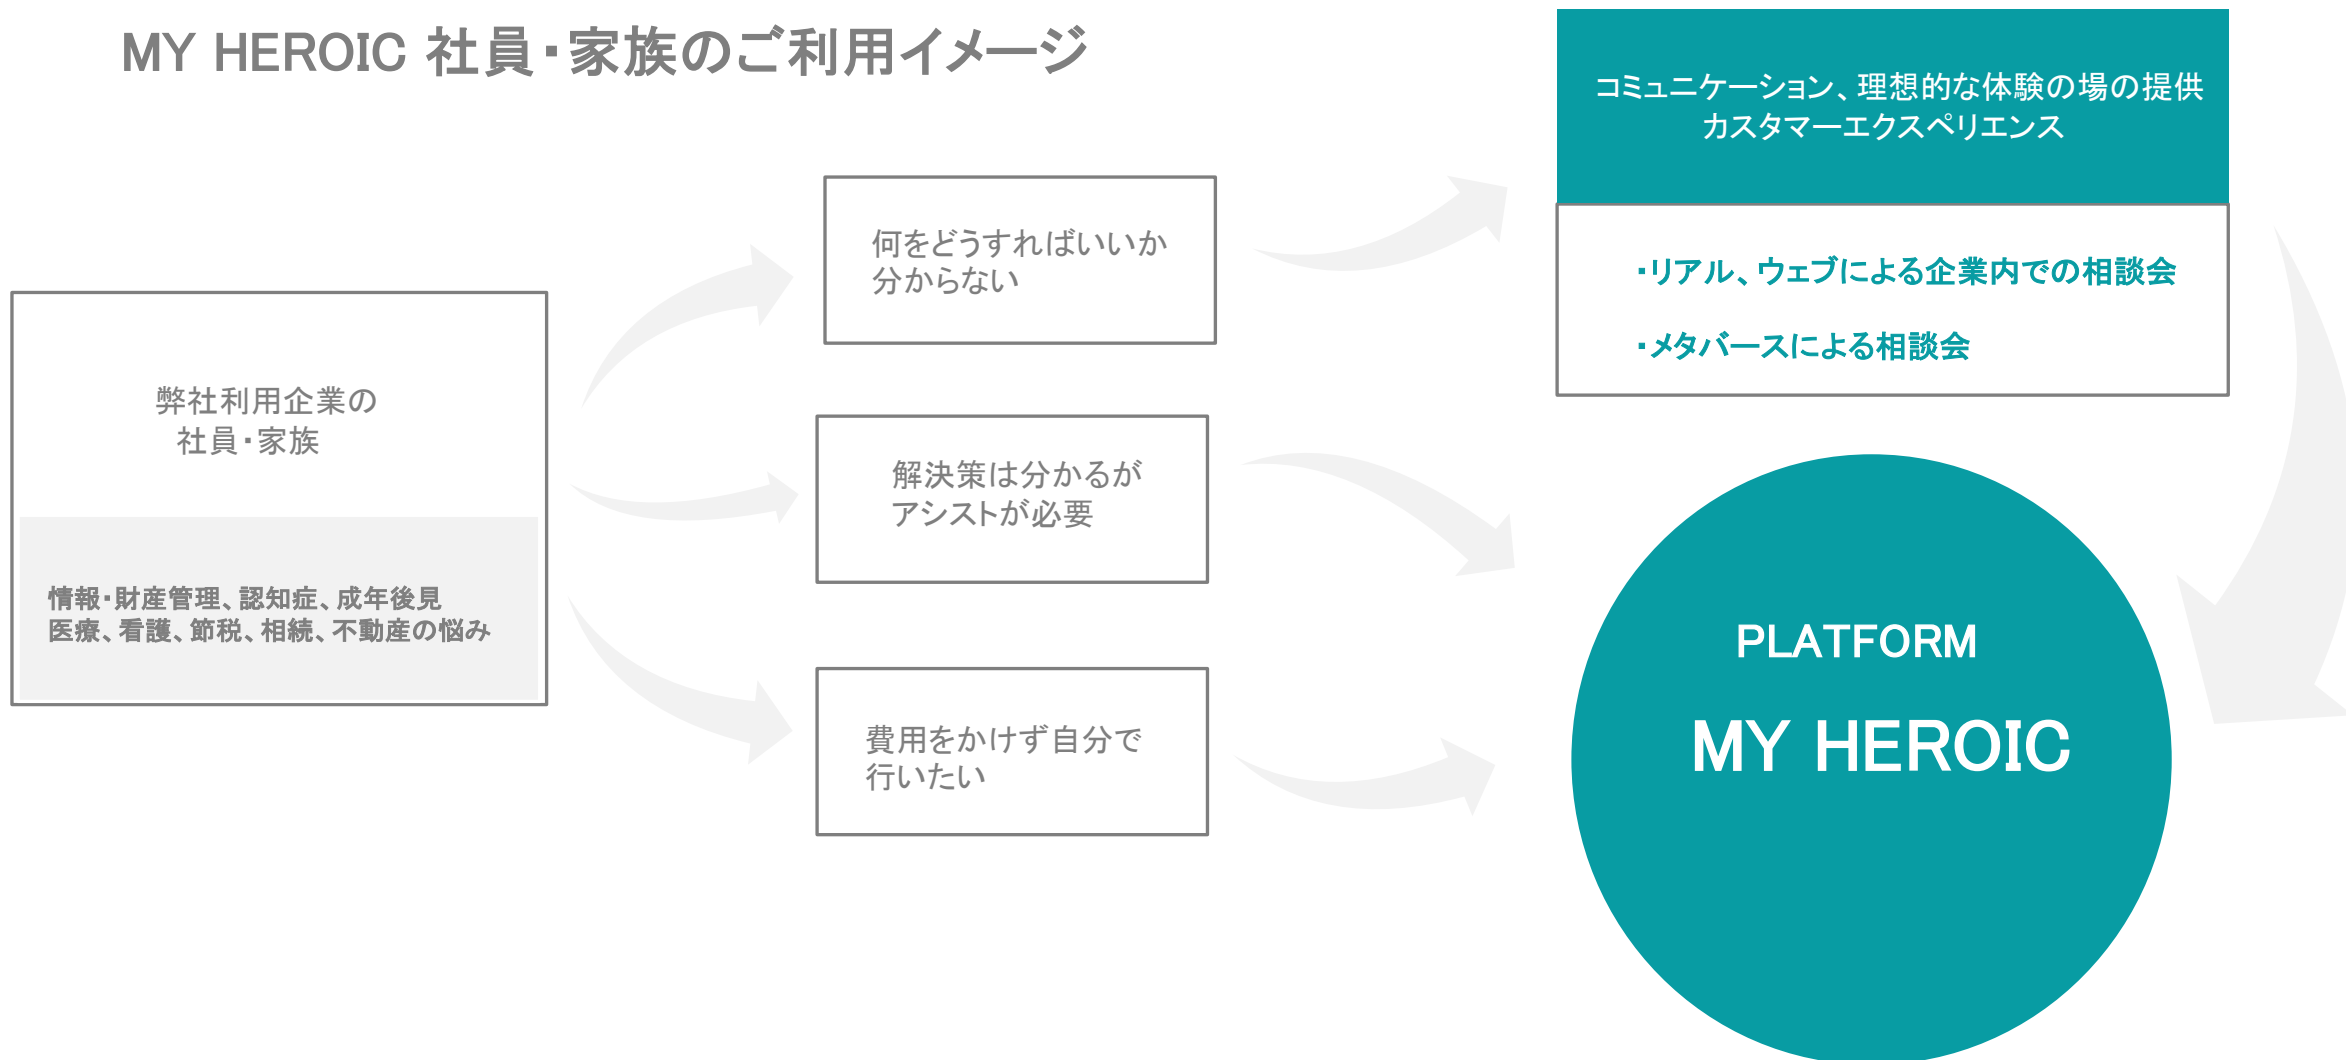 MY HEROIC 社員・家族のご利用イメージ
弊社利用企業の
社員・家族
情報・財産管理、認知症、成年後見
医療、看護、節税、相続、不動産の悩み
何をどうすればいいか
分からない
解決策は分かるが
アシストが必要
費用をかけず自分で
行いたい
コミュニケーション、理想的な体験の場の提供
カスタマーエクスペリエンス
・リアル、ウェブによる企業内での相談会
・メタバースによる相談会
PLATFORM
MY HEROIC